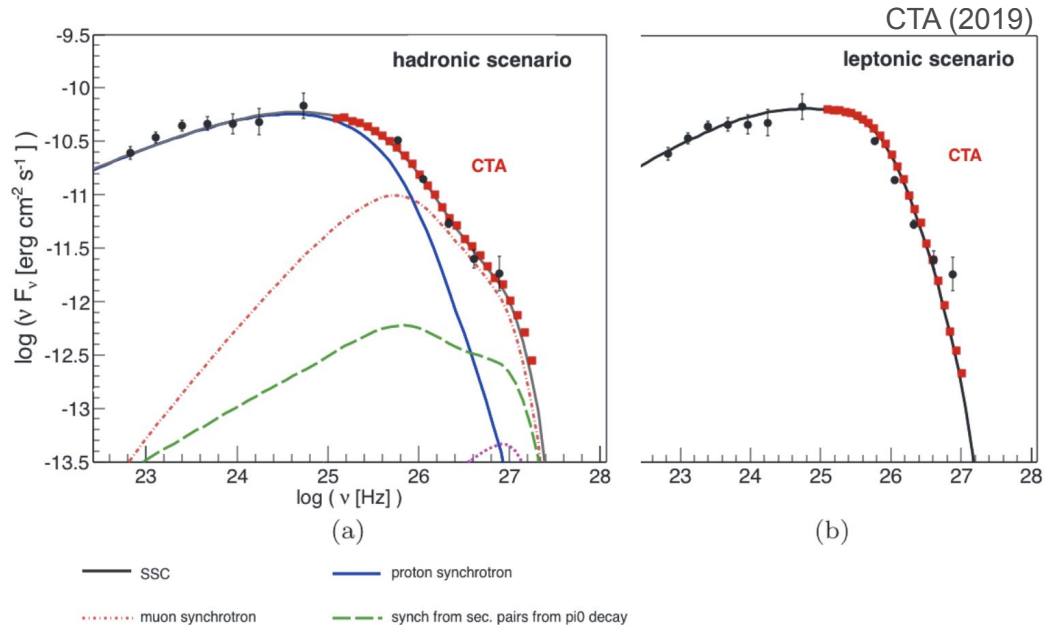 CTA (2019)
hadronic scenario
leptonic scenario
CTA
CTA
log (ν Fν [erg cm-2 s-1 ] )
-9.5
-10
-10.5
-11
-11.5
-12
-12.5
-13
-13.5
23 24 25 26 27 28
23 24 25 26 27 28
log ( ν [Hz] )
(a)
(b)
SSC
proton synchrotron
muon synchrotron
synch from sec. pairs from pi0 decay